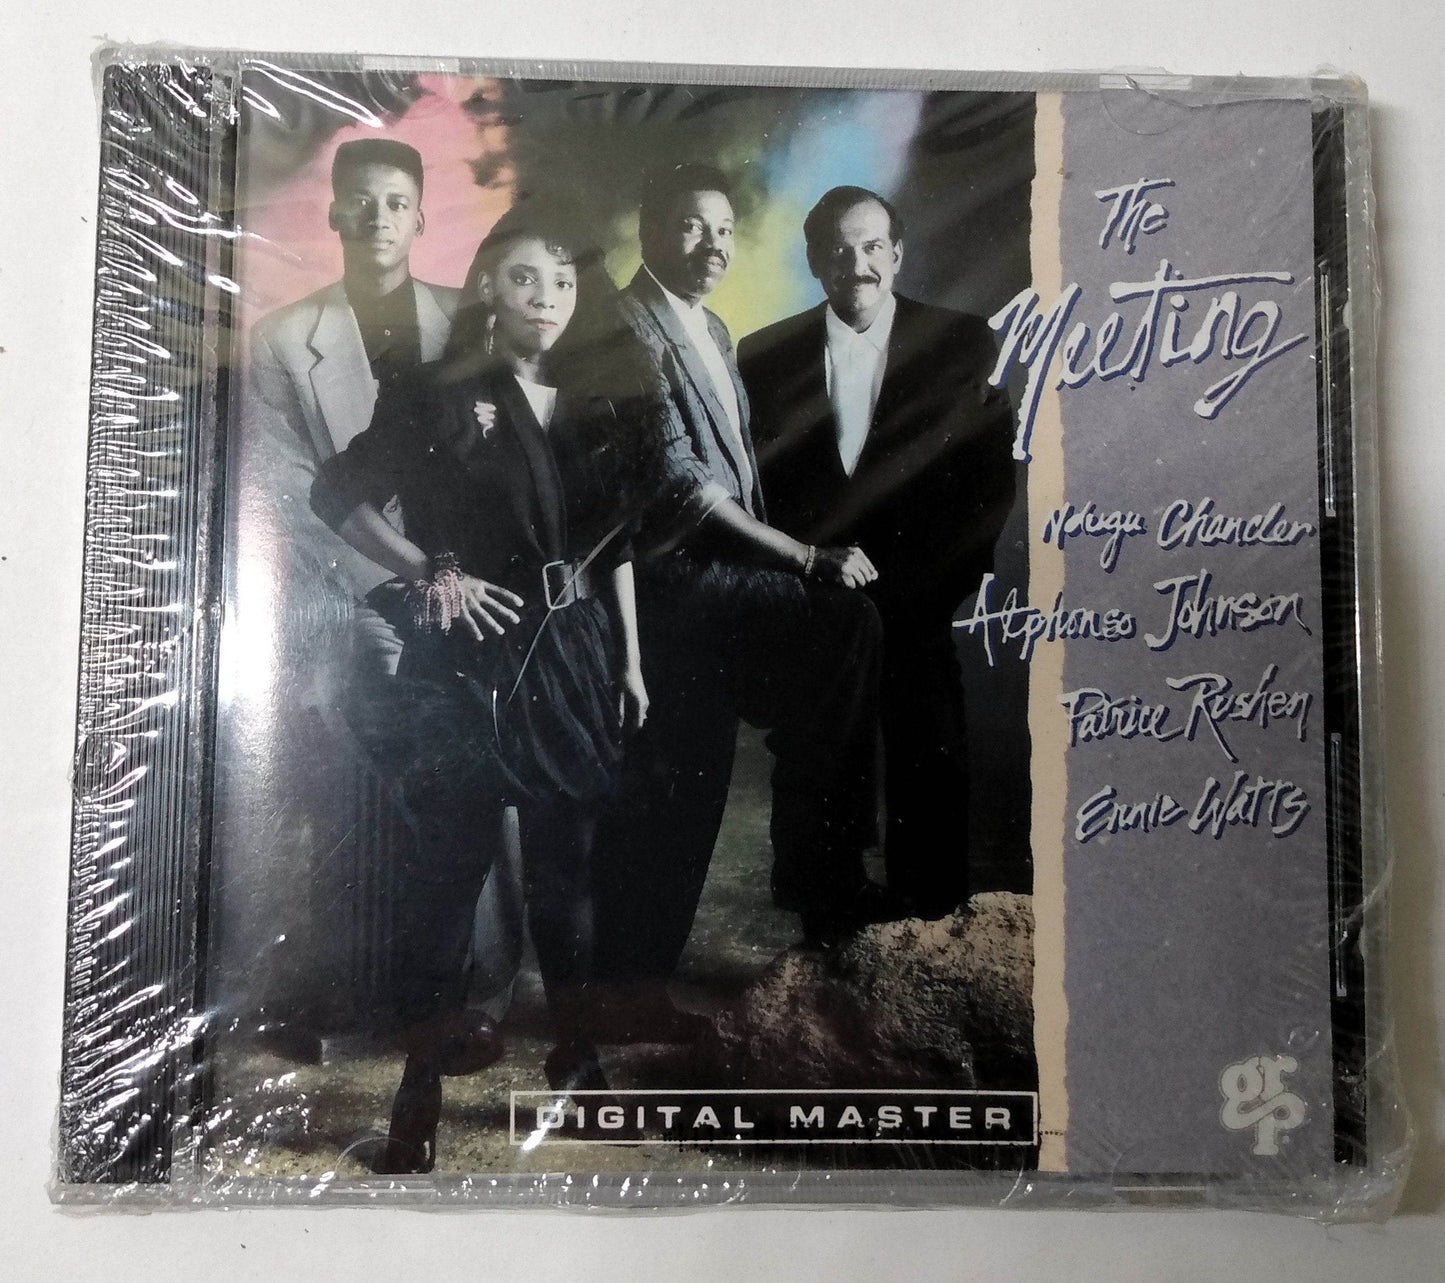 The
Meeting
Ndugu Chancler
Alphonso Johnson
Patrice Rushen
Ernie Watts
DIGITAL MASTER
grp